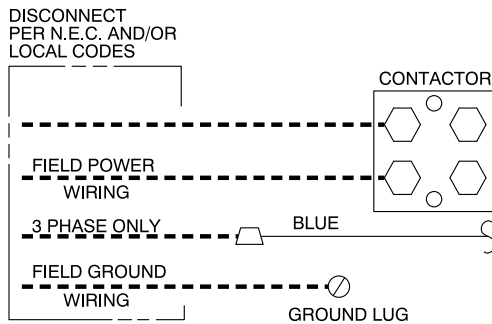 DISCONNECT
PER N.E.C. AND/OR
LOCAL CODES
CONTACTOR
FIELD POWER
WIRING
3 PHASE ONLY
BLUE
FIELD GROUND
WIRING
GROUND LUG